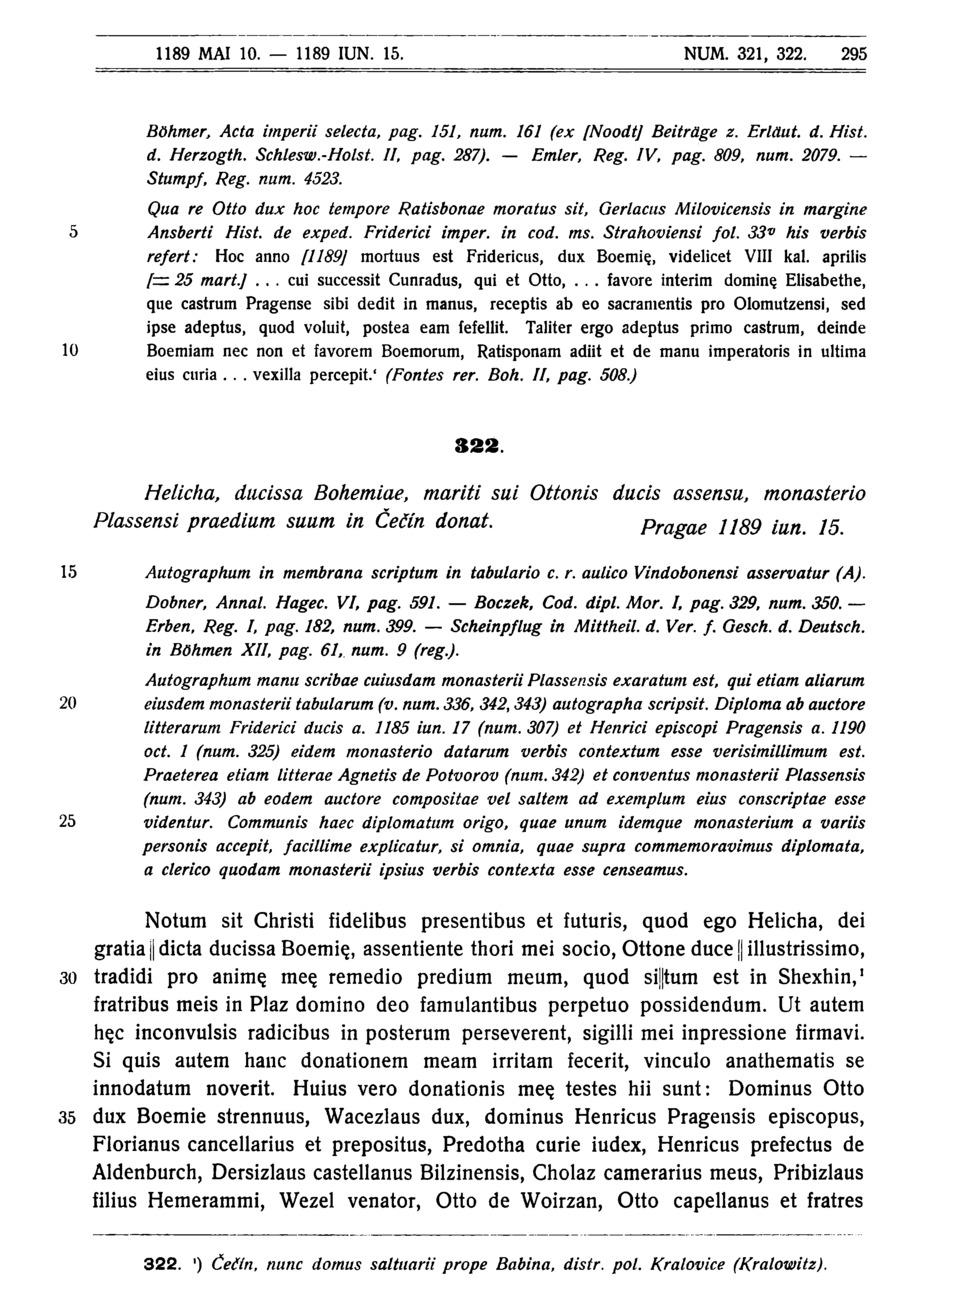 1189 MAI 10. — 1189 IUN. 15. NUM. 321, 322. 295
Böhmer, Acta imperii selecta, pag. 151, num. 161 (ex [Noodt] Beiträge z. Erläut. d. Hist.
d. Herzogth. Schlesw.-Holst. II, pag. 287). — Emler, Reg. IV, pag. 809, num. 2079. —
Stumpf, Reg. num. 4523.
Qua re Otto dux hoc tempore Ratisbonae moratus sit, Gerlacus Milovicensis in margine
5 Ansberti Hist. de exped. Friderici imper. in cod. ms. Strahoviensi fol. 33v his verbis
refert: Hoc anno [1189] mortuus est Fridericus, dux Boemię, videlicet VIII kal. aprilis
[= 25 mart.] . . . cui successit Cunradus, qui et Otto, . . . favore interim dominę Elisabethe,
que castrum Pragense sibi dedit in manus, receptis ab eo sacramentis pro Olomutzensi, sed
ipse adeptus, quod voluit, postea eam fefellit. Taliter ergo adeptus primo castrum, deinde
10 Boemiam nec non et favorem Boemorum, Ratisponam adiit et de manu imperatoris in ultima
eius curia . . . vexilla percepit.‘ (Fontes rer. Boh. II, pag. 508.)
322.
Helicha, ducissa Bohemiae, mariti sui Ottonis ducis assensu, monasterio
Plassensi praedium suum in Čečín donat. Pragae 1189 iun. 15.
15 Autographum in membrana scriptum in tabulario c. r. aulico Vindobonensi asservatur (A).
Dobner, Annal. Hagec. VI, pag. 591. — Boczek, Cod. dipl. Mor. I, pag. 329, num. 350. —
Erben, Reg. I, pag. 182, num. 399. — Scheinpflug in Mittheil. d. Ver. f. Gesch. d. Deutsch.
in Böhmen XII, pag. 61, num. 9 (reg.).
Autographum manu scribae cuiusdam monasterii Plassensis exaratum est, qui etiam aliarum
20 eiusdem monasterii tabularum (v. num. 336, 342, 343) autographa scripsit. Diploma ab auctore
litterarum Friderici ducis a. 1185 iun. 17 (num. 307) et Henrici episcopi Pragensis a. 1190
oct. 1 (num. 325) eidem monasterio datarum verbis contextum esse verisimillimum est.
Praeterea etiam litterae Agnetis de Potvorov (num. 342) et conventus monasterii Plassensis
(num. 343) ab eodem auctore compositae vel saltem ad exemplum eius conscriptae esse
25 videntur. Communis haec diplomatum origo, quae unum idemque monasterium a variis
personis accepit, facillime explicatur, si omnia, quae supra commemoravimus diplomata,
a clerico quodam monasterii ipsius verbis contexta esse censeamus.
Notum sit Christi fidelibus presentibus et futuris, quod ego Helicha, dei
gratia || dicta ducissa Boemię, assentiente thori mei socio, Ottone duce || illustrissimo,
30 tradidi pro animę meę remedio predium meum, quod si||tum est in Shexhin,¹
fratribus meis in Plaz domino deo famulantibus perpetuo possidendum. Ut autem
hęc inconvulsis radicibus in posterum perseverent, sigilli mei inpressione firmavi.
Si quis autem hanc donationem meam irritam fecerit, vinculo anathematis se
innodatum noverit. Huius vero donationis meę testes hii sunt: Dominus Otto
35 dux Boemie strennuus, Wacezlaus dux, dominus Henricus Pragensis episcopus,
Florianus cancellarius et prepositus, Predotha curie iudex, Henricus prefectus de
Aldenburch, Dersizlaus castellanus Bilzinensis, Cholaz camerarius meus, Pribizlaus
filius Hemerammi, Wezel venator, Otto de Woirzan, Otto capellanus et fratres
322. ¹) Čečín, nunc domus saltuarii prope Babina, distr. pol. Kralovice (Kralowitz).